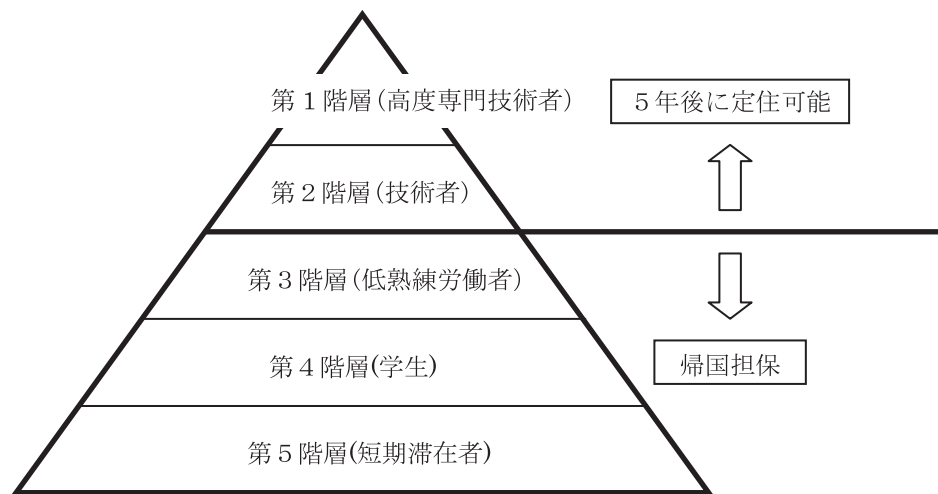 第１階層(高度専門技術者)
５年後に定住可能
第２階層(技術者)
第３階層(低熟練労働者)
第４階層(学生)
帰国担保
第５階層(短期滞在者)